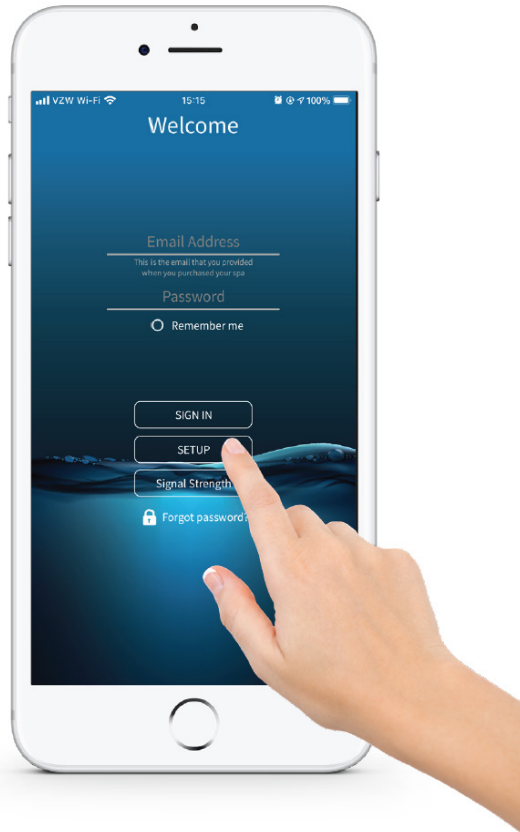 VZW Wi-Fi 15:15 100%
Welcome
Email Address
This is the email that you provided
when you purchased your spa
Password
Remember me
SIGN IN
SETUP
Signal Strength
Forgot password?